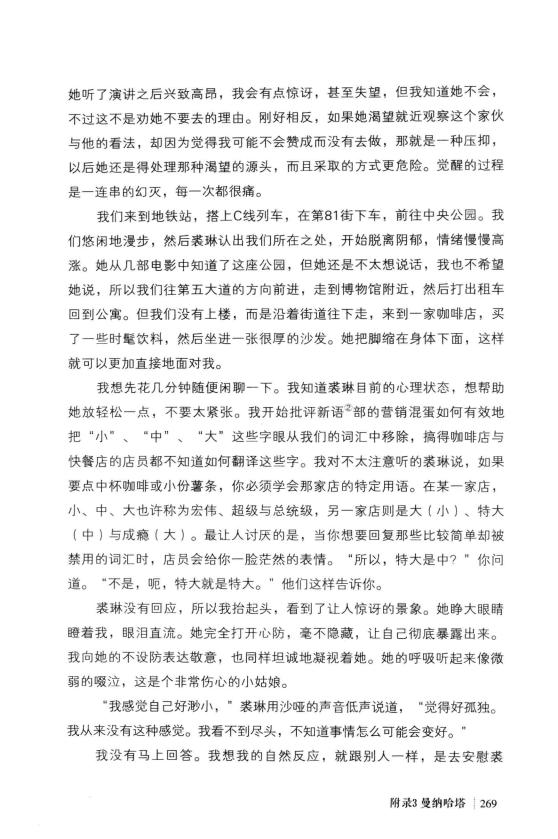 她听了演讲之后兴致高昂，我会有点惊讶，甚至失望，但我知道她不会，
不过这不是劝她不要去的理由。刚好相反，如果她渴望就近观察这个家伙
与他的看法，却因为觉得我可能不会赞成而没有去做，那就是一种压抑，
以后她还是得处理那种渴望的源头，而且采取的方式更危险。觉醒的过程
是一连串的幻灭，每一次都很痛。
我们来到地铁站，搭上C线列车，在第81街下车，前往中央公园。我
们悠闲地漫步，然后裘琳认出我们所在之处，开始脱离阴郁，情绪慢慢高
涨。她从几部电影中知道了这座公园，但她还是不太想说话，我也不希望
她说，所以我们往第五大道的方向前进，走到博物馆附近，然后打出租车
回到公寓。但我们没有上楼，而是沿着街道往下走，来到一家咖啡店，买
了一些时髦饮料，然后坐进一张很厚的沙发。她把脚缩在身体下面，这样
就可以更加直接地面对我。
我想先花几分钟随便闲聊一下。我知道裘琳目前的心理状态，想帮助
她放轻松一点，不要太紧张。我开始批评新语②部的营销混蛋如何有效地
把“小”、“中”、“大”这些字眼从我们的词汇中移除，搞得咖啡店与
快餐店的店员都不知道如何翻译这些字。我对不太注意听的裘琳说，如果
要点中杯咖啡或小份薯条，你必须学会那家店的特定用语。在某一家店，
小、中、大也许称为宏伟、超级与总统级，另一家店则是大（小）、特大
（中）与成瘾（大）。最让人讨厌的是，当你想要回复那些比较简单却被
禁用的词汇时，店员会给你一脸茫然的表情。“所以，特大是中？”你问
道。“不是，呃，特大就是特大。”他们这样告诉你。
裘琳没有回应，所以我抬起头，看到了让人惊讶的景象。她睁大眼睛
瞪着我，眼泪直流。她完全打开心防，毫不隐藏，让自己彻底暴露出来。
我向她的不设防表达敬意，也同样坦诚地凝视着她。她的呼吸听起来像微
弱的啜泣，这是个非常伤心的小姑娘。
“我感觉自己好渺小，”裘琳用沙哑的声音低声说道，“觉得好孤独。
我从来没有这种感觉。我看不到尽头，不知道事情怎么可能会变好。”
我没有马上回答。我想我的自然反应，就跟别人一样，是去安慰裘
附录3 曼纳哈塔 | 269